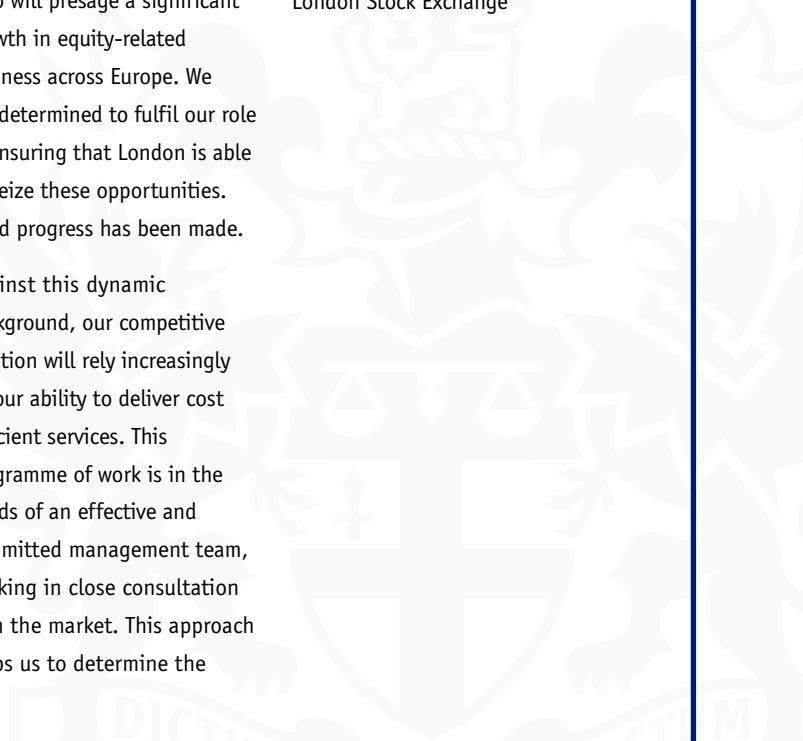 o will presage a significant
wth in equity-related
ness across Europe. We
determined to fulfil our role
nsuring that London is able
eize these opportunities.
d progress has been made.
inst this dynamic
kground, our competitive
tion will rely increasingly
our ability to deliver cost
cient services. This
gramme of work is in the
ds of an effective and
mitted management team,
king in close consultation
h the market. This approach
ps us to determine the
London Stock Exchange
DICT
TUM